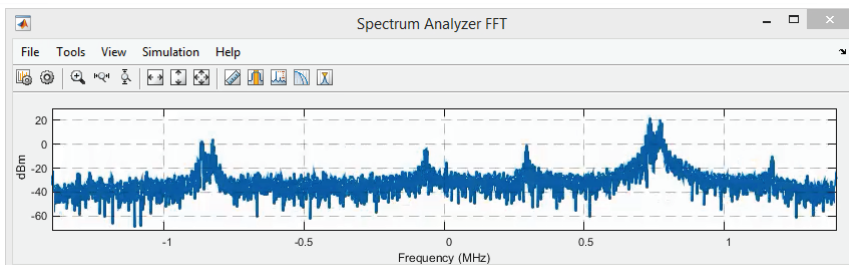 Spectrum Analyzer FFT
File Tools View Simulation Help
20
0
-20
-40
-60
dBm
-1 -0.5 0 0.5 1
Frequency (MHz)